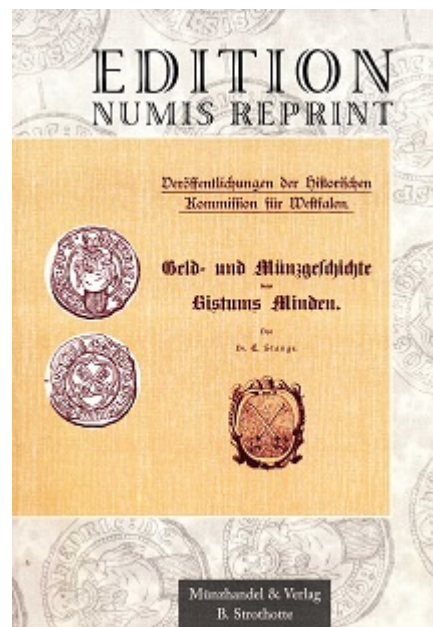 EDITION
NUMIS REPRINT
Veröffentlichungen der Historischen
Kommission für Westfalen.
Geld- und Münzgeschichte
des
Bistums Minden.
Von
Dr. E. Stange.
Münzhandel & Verlag
B. Strothotte